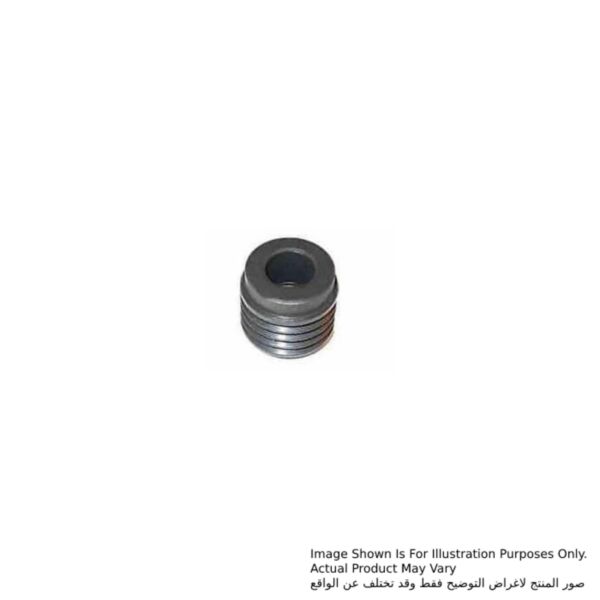 Image Shown Is For Illustration Purposes Only.
Actual Product May Vary
صور المنتج لاغراض التوضيح فقط وقد تختلف عن الواقع